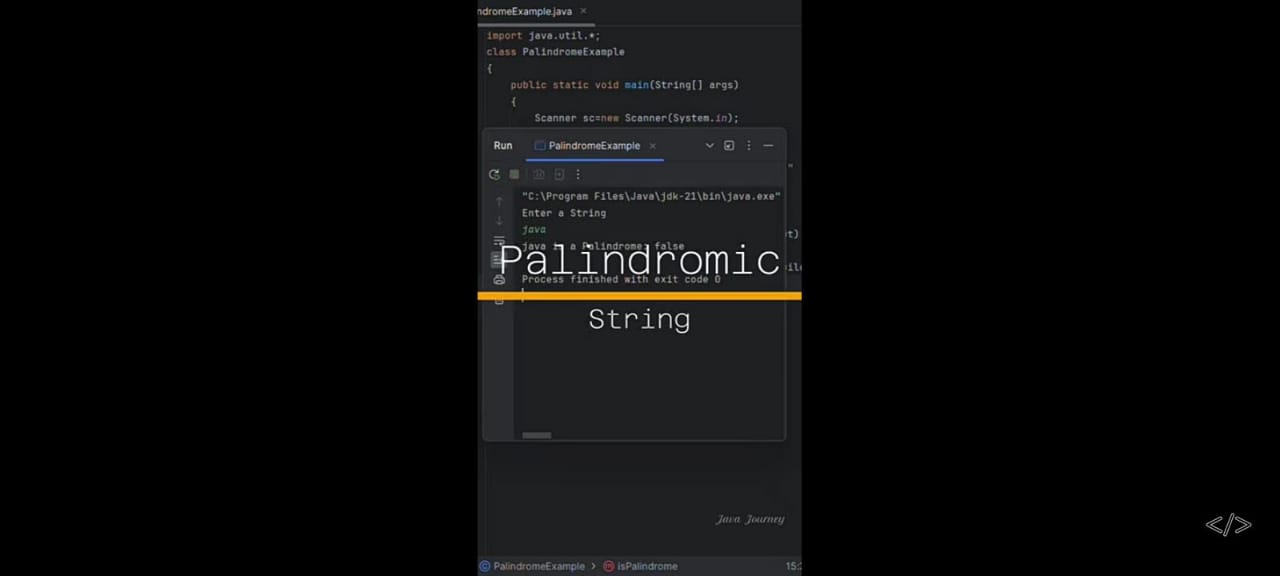 ndromeExample.java
import java.util.*;
class PalindromeExample
{
public static void main(String[] args)
{
Scanner sc=new Scanner(System.in);
Run PalindromeExample
"
"C:\Program Files\Java\jdk-21\bin\java.exe"
Enter a String
java
t)
java is a Palindrome: false
Palindromic
Process finished with exit code 0
String
Java Journey
</>
PalindromeExample > isPalindrome 15: